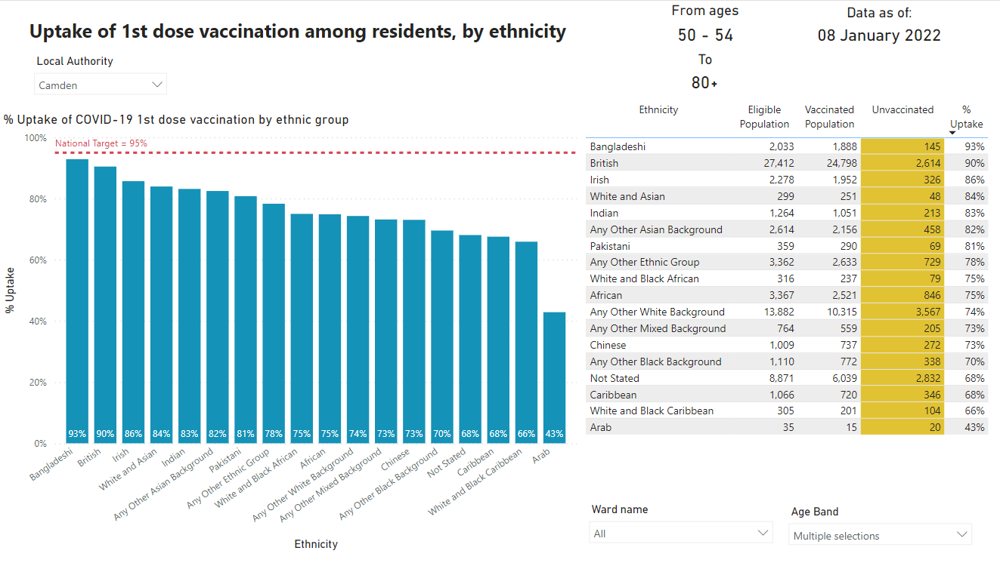 Uptake of 1st dose vaccination among residents, by ethnicity
From ages
50 - 54
To
80+
Data as of:
08 January 2022
Local Authority
Camden
% Uptake of COVID-19 1st dose vaccination by ethnic group
% Uptake
100%
80%
60%
40%
20%
0%
National Target = 95%
93% 90% 86% 84% 83% 82% 81% 78% 75% 75% 74% 73% 73% 70% 68% 68% 66% 43%
Bangladeshi
British
Irish
White and Asian
Indian
Any Other Asian Background
Pakistani
Any Other Ethnic Group
White and Black African
African
Any Other White Background
Any Other Mixed Background
Chinese
Any Other Black Background
Not Stated
Caribbean
White and Black Caribbean
Arab
Ethnicity
Ethnicity Eligible Population Vaccinated Population Unvaccinated % Uptake
Bangladeshi 2,033 1,888 145 93%
British 27,412 24,798 2,614 90%
Irish 2,278 1,952 326 86%
White and Asian 299 251 48 84%
Indian 1,264 1,051 213 83%
Any Other Asian Background 2,614 2,156 458 82%
Pakistani 359 290 69 81%
Any Other Ethnic Group 3,362 2,633 729 78%
White and Black African 316 237 79 75%
African 3,367 2,521 846 75%
Any Other White Background 13,882 10,315 3,567 74%
Any Other Mixed Background 764 559 205 73%
Chinese 1,009 737 272 73%
Any Other Black Background 1,110 772 338 70%
Not Stated 8,871 6,039 2,832 68%
Caribbean 1,066 720 346 68%
White and Black Caribbean 305 201 104 66%
Arab 35 15 20 43%
Ward name
All
Age Band
Multiple selections